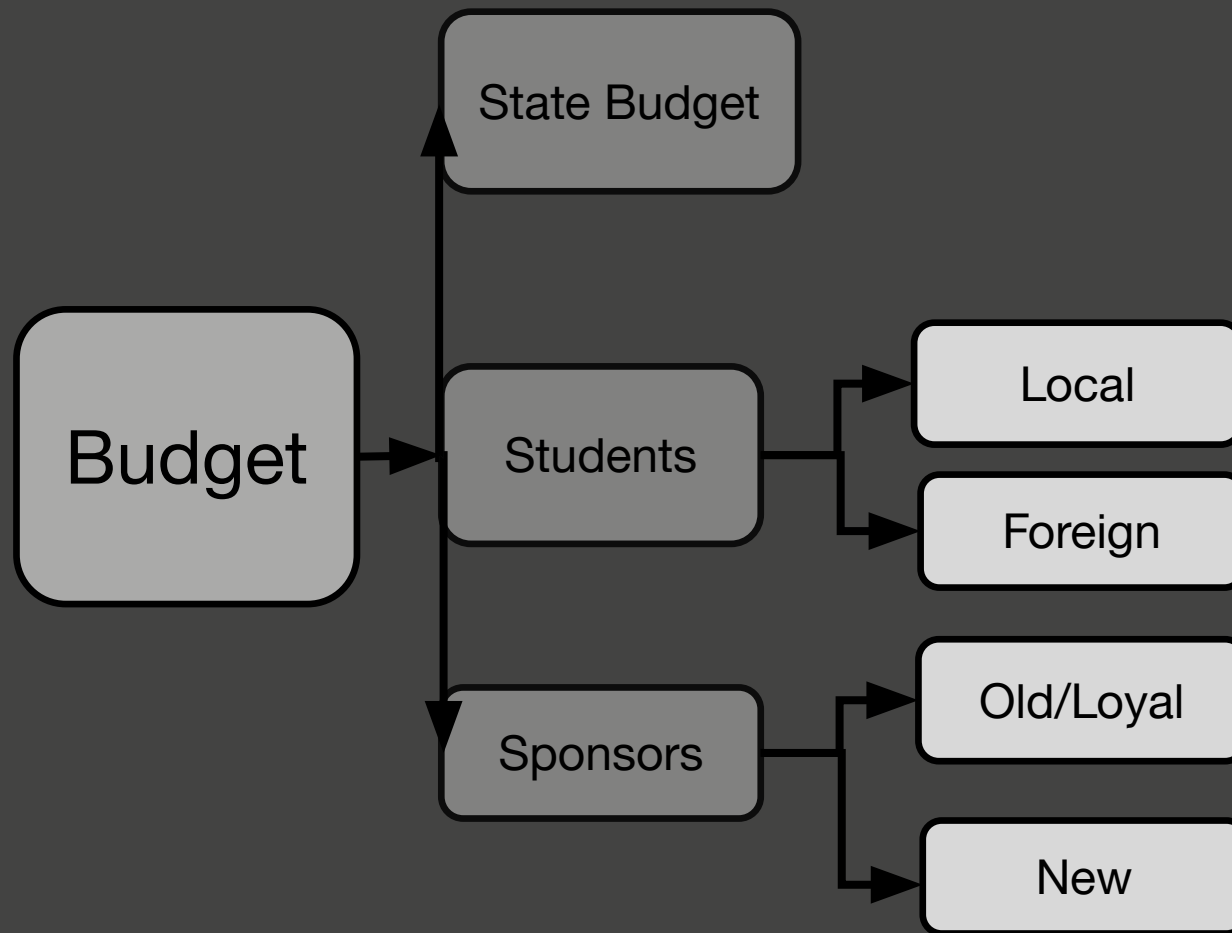 State Budget
Budget
Students
Local
Foreign
Sponsors
Old/Loyal
New